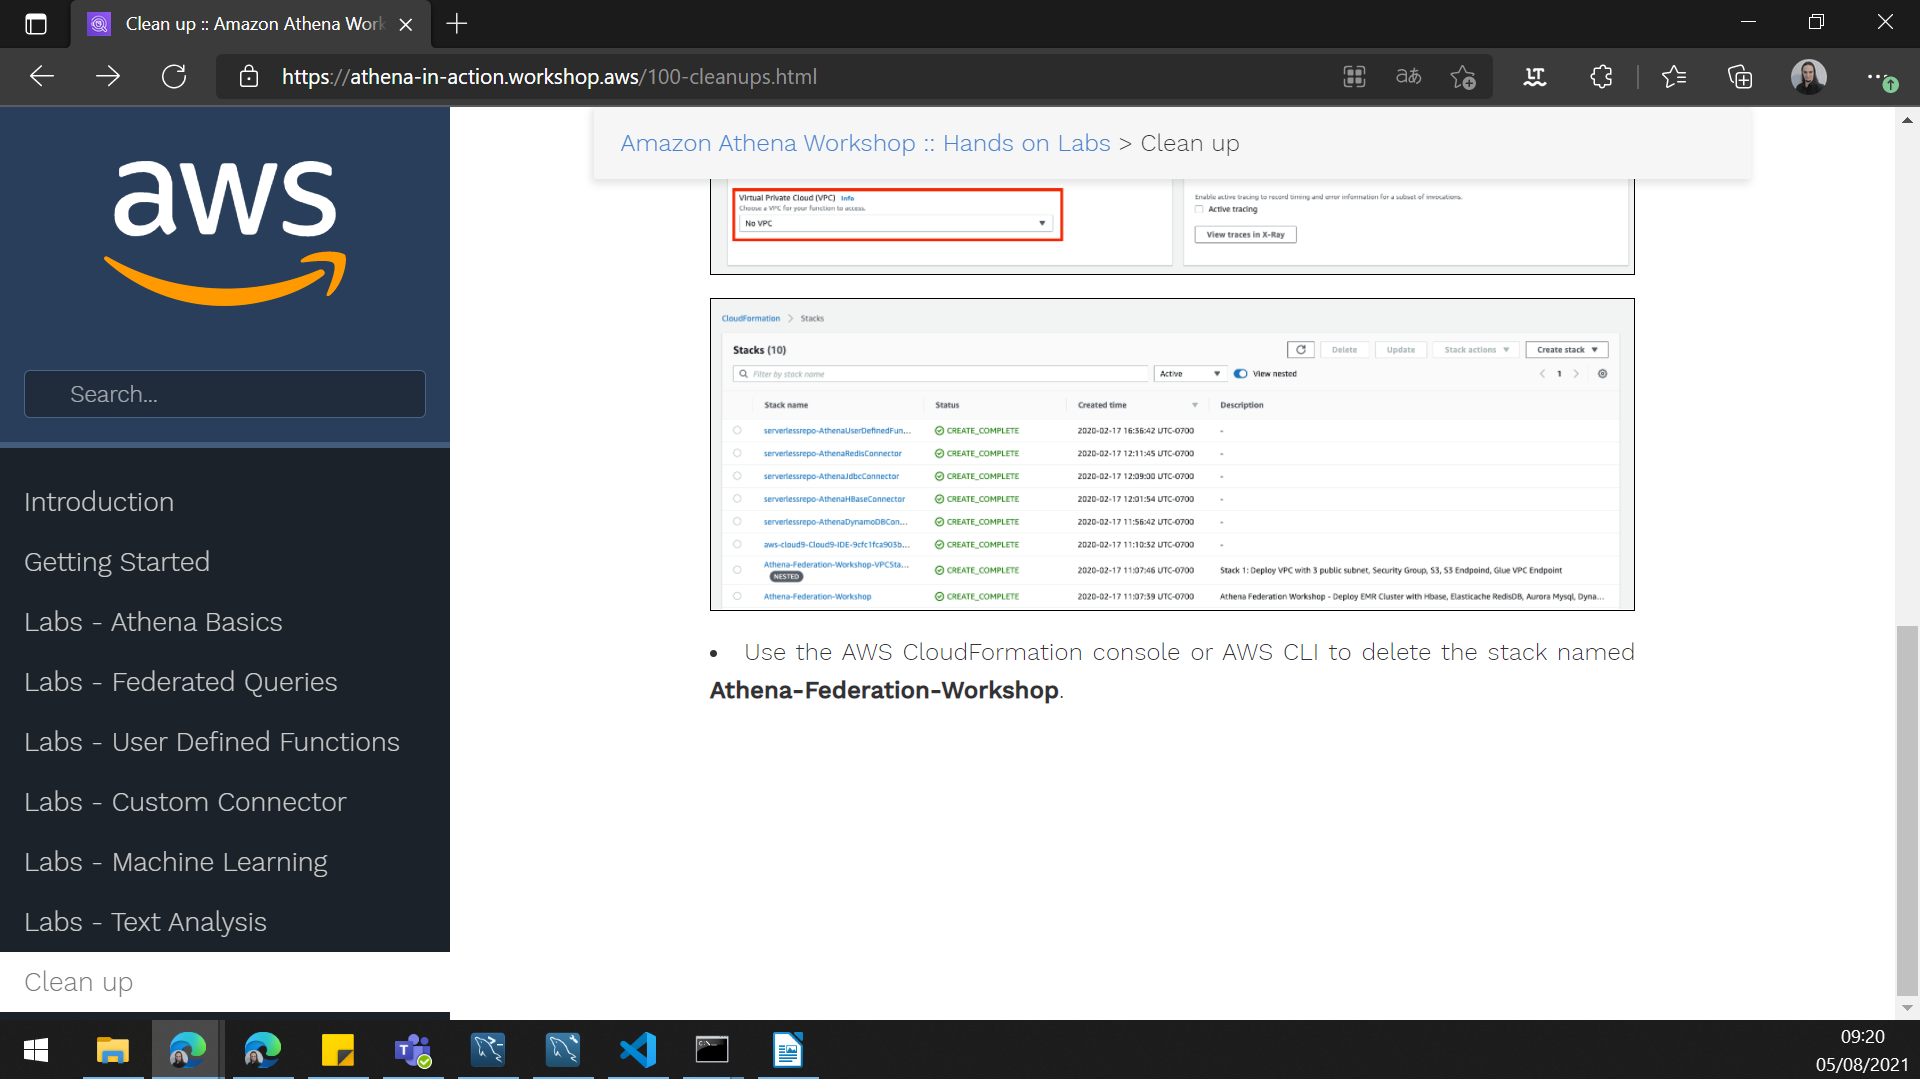 Clean up :: Amazon Athena Work
https://athena-in-action.workshop.aws/100-cleanups.html
aws
Search...
Introduction
Getting Started
Labs - Athena Basics
Labs - Federated Queries
Labs - User Defined Functions
Labs - Custom Connector
Labs - Machine Learning
Labs - Text Analysis
Clean up
Amazon Athena Workshop :: Hands on Labs > Clean up
Virtual Private Cloud (VPC) Info
Choose a VPC for your function to access.
No VPC
Enable active tracing to record timing and error information for a subset of invocations.
Active tracing
View traces in X-Ray
CloudFormation > Stacks
Stacks (10)
Delete
Update
Stack actions
Create stack
Filter by stack name
Active
View nested
1
Stack name Status Created time Description
serverlessrepo-AthenaUserDefinedFun... CREATE_COMPLETE 2020-02-17 16:36:42 UTC-0700 -
serverlessrepo-AthenaRedisConnector CREATE_COMPLETE 2020-02-17 12:11:45 UTC-0700 -
serverlessrepo-AthenaJdbcConnector CREATE_COMPLETE 2020-02-17 12:09:00 UTC-0700 -
serverlessrepo-AthenaHBaseConnector CREATE_COMPLETE 2020-02-17 12:01:54 UTC-0700 -
serverlessrepo-AthenaDynamoDBCon... CREATE_COMPLETE 2020-02-17 11:56:42 UTC-0700 -
aws-cloud9-Cloud9-IDE-9cfc1fca903b... CREATE_COMPLETE 2020-02-17 11:10:32 UTC-0700 -
Athena-Federation-Workshop-VPCSta... CREATE_COMPLETE 2020-02-17 11:07:46 UTC-0700 Stack 1: Deploy VPC with 3 public subnet, Security Group, S3, S3 Endpoind, Glue VPC Endpoint
NESTED
Athena-Federation-Workshop CREATE_COMPLETE 2020-02-17 11:07:39 UTC-0700 Athena Federation Workshop - Deploy EMR Cluster with Hbase, Elasticache RedisDB, Aurora Mysql, Dyna...
• Use the AWS CloudFormation console or AWS CLI to delete the stack named
Athena-Federation-Workshop.
09:20
05/08/2021